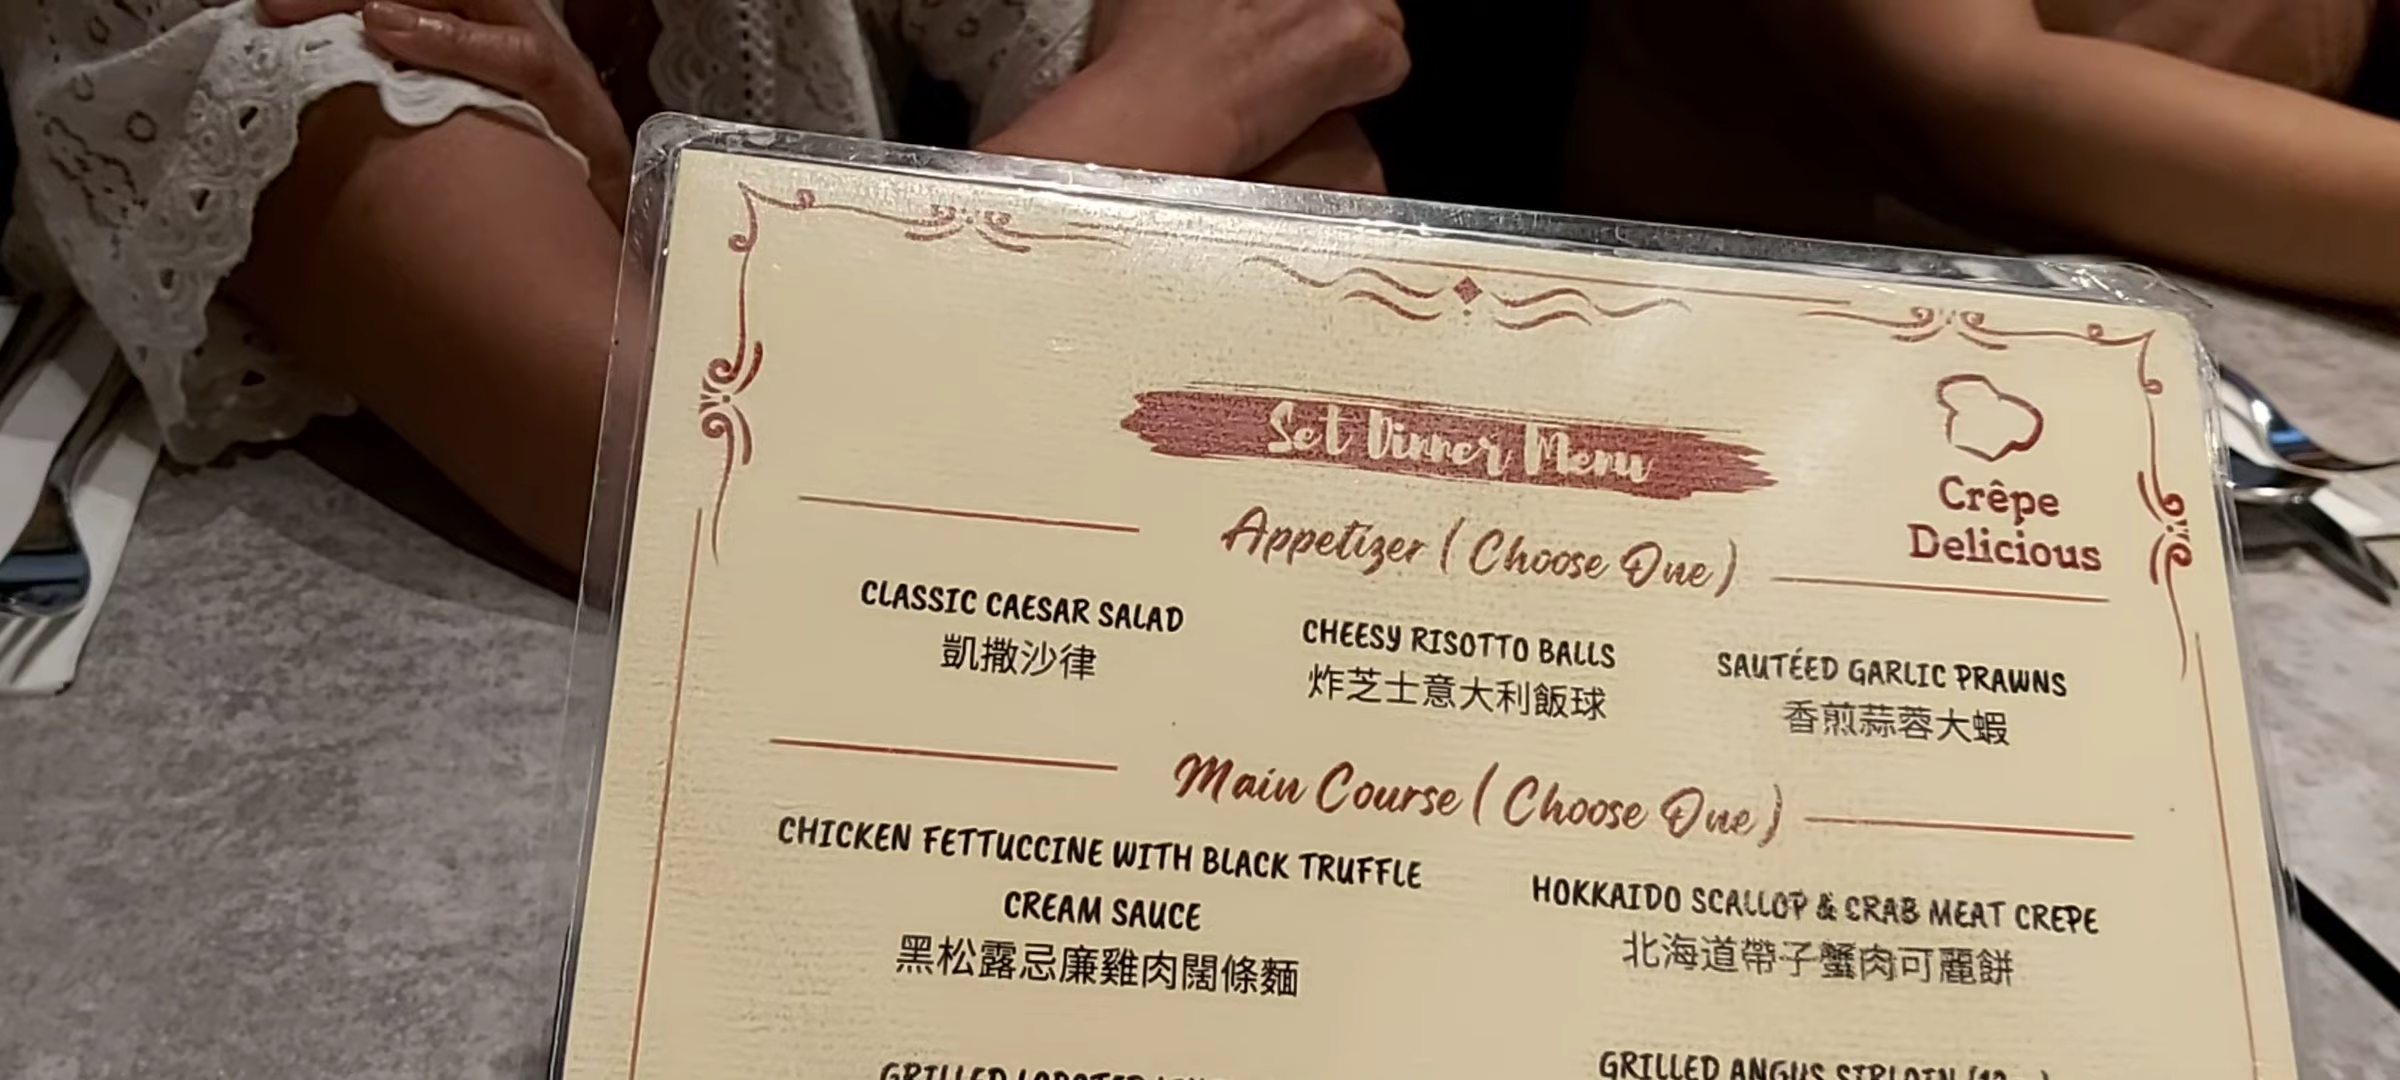 Set Dinner Menu
Crêpe
Delicious
Appetizer ( Choose One )
CLASSIC CAESAR SALAD
凱撒沙律
CHEESY RISOTTO BALLS
炸芝士意大利飯球
SAUTÉED GARLIC PRAWNS
香煎蒜蓉大蝦
Main Course ( Choose One )
CHICKEN FETTUCCINE WITH BLACK TRUFFLE
CREAM SAUCE
黑松露忌廉雞肉闊條麵
HOKKAIDO SCALLOP & CRAB MEAT CREPE
北海道帶子蟹肉可麗餅
GRILLED LOBSTER
GRILLED ANGUS SIRLOIN